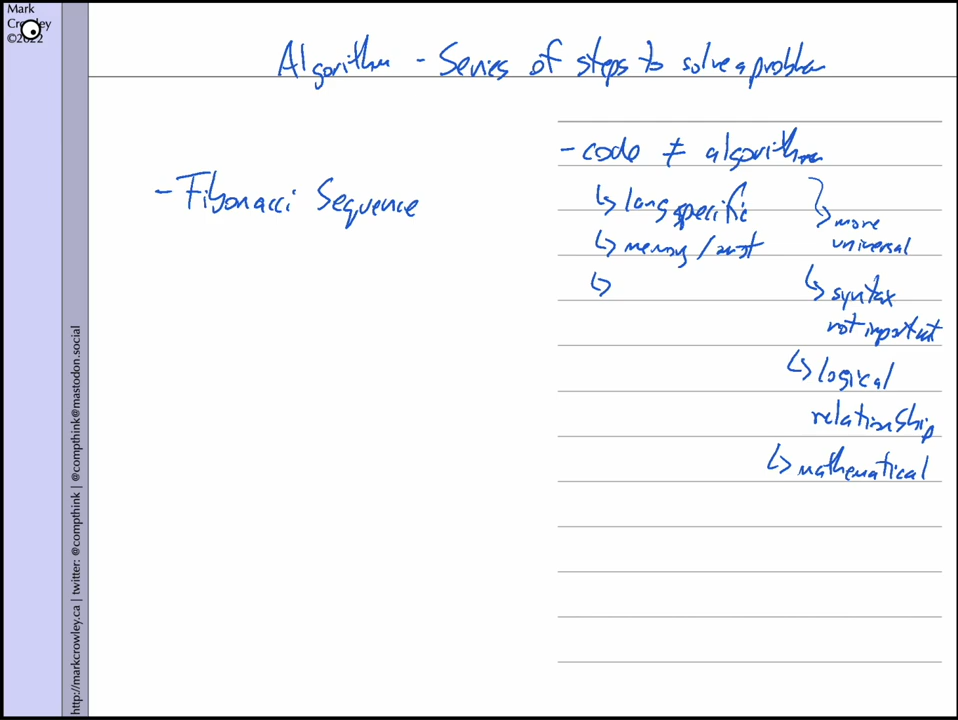 Mark
Crowley
©2022
Algorithm - Series of steps to solve a problem
- code ≠ algorithm
- Fibonacci Sequence
↳ lang specific
↳ more
universal
↳ memory /
↳
↳ syntax
not important
↳ logical
relationship
↳ mathematical
http://markcrowley.ca | twitter: @compthink | @compthink@mastodon.social